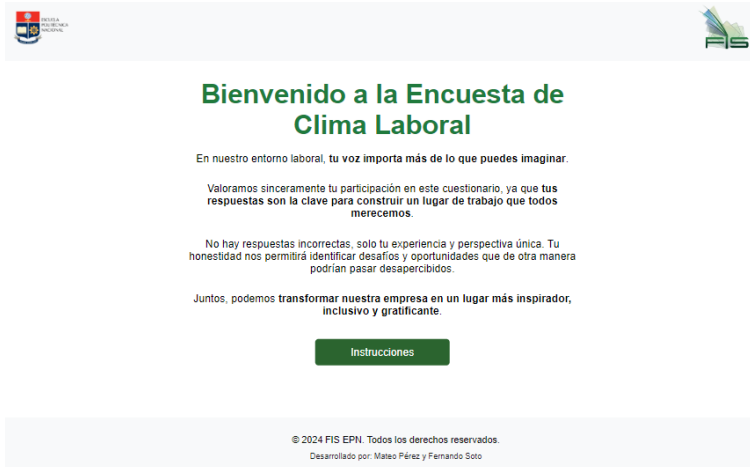 ESCUELA
POLITÉCNICA
NACIONAL
FIS
Bienvenido a la Encuesta de
Clima Laboral
En nuestro entorno laboral, tu voz importa más de lo que puedes imaginar.
Valoramos sinceramente tu participación en este cuestionario, ya que tus
respuestas son la clave para construir un lugar de trabajo que todos
merecemos.
No hay respuestas incorrectas, solo tu experiencia y perspectiva única. Tu
honestidad nos permitirá identificar desafíos y oportunidades que de otra manera
podrían pasar desapercibidos.
Juntos, podemos transformar nuestra empresa en un lugar más inspirador,
inclusivo y gratificante.
Instrucciones
© 2024 FIS EPN. Todos los derechos reservados.
Desarrollado por: Mateo Pérez y Fernando Soto